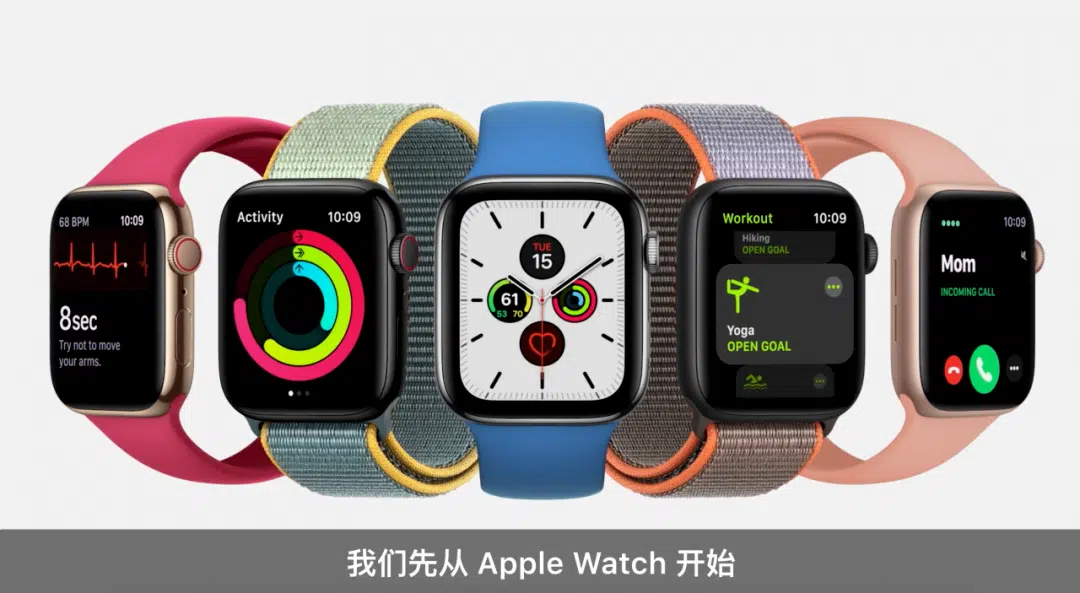 68 BPM 10:09
8sec
Try not to move
your arms.
Activity 10:09
TUE
15
61
53 70
Workout 10:09
Hiking
OPEN GOAL
Yoga
OPEN GOAL
10:09
Mom
INCOMING CALL
我们先从 Apple Watch 开始